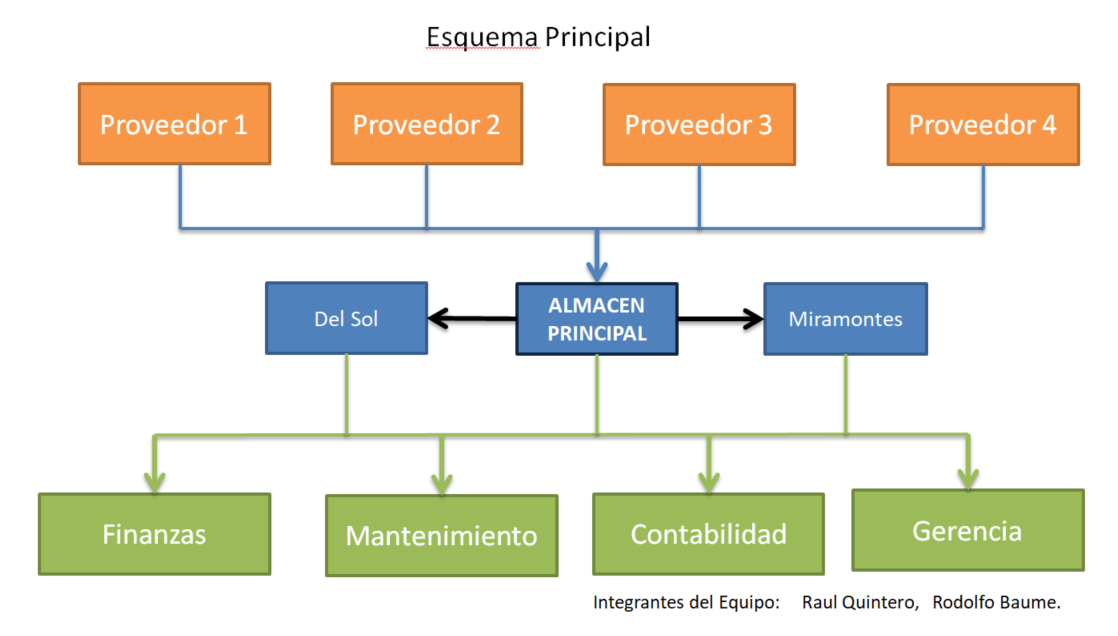 Esquema Principal
Proveedor 1
Proveedor 2
Proveedor 3
Proveedor 4
Del Sol
ALMACEN
PRINCIPAL
Miramontes
Finanzas
Mantenimiento
Contabilidad
Gerencia
Integrantes del Equipo: Raul Quintero, Rodolfo Baume.